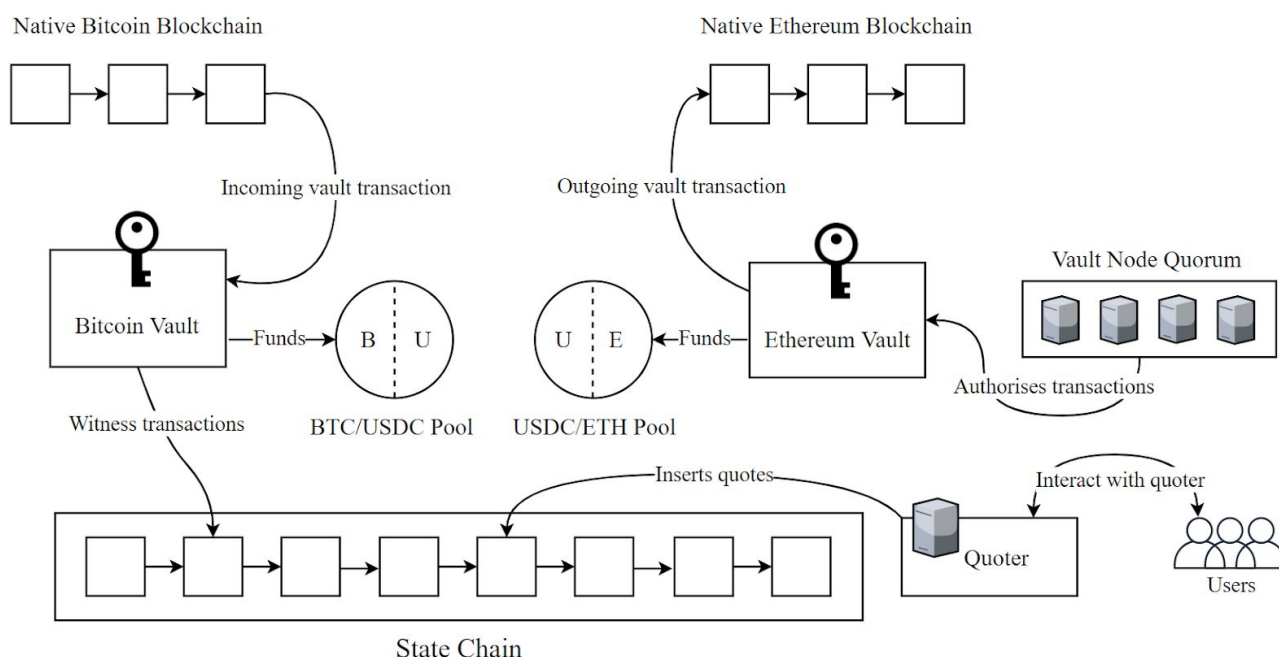 Native Bitcoin Blockchain
Native Ethereum Blockchain
Incoming vault transaction
Outgoing vault transaction
Vault Node Quorum
Bitcoin Vault
Funds
B
U
U
E
Funds
Ethereum Vault
Authorises transactions
Witness transactions
BTC/USDC Pool
USDC/ETH Pool
Inserts quotes
Interact with quoter
Quoter
Users
State Chain